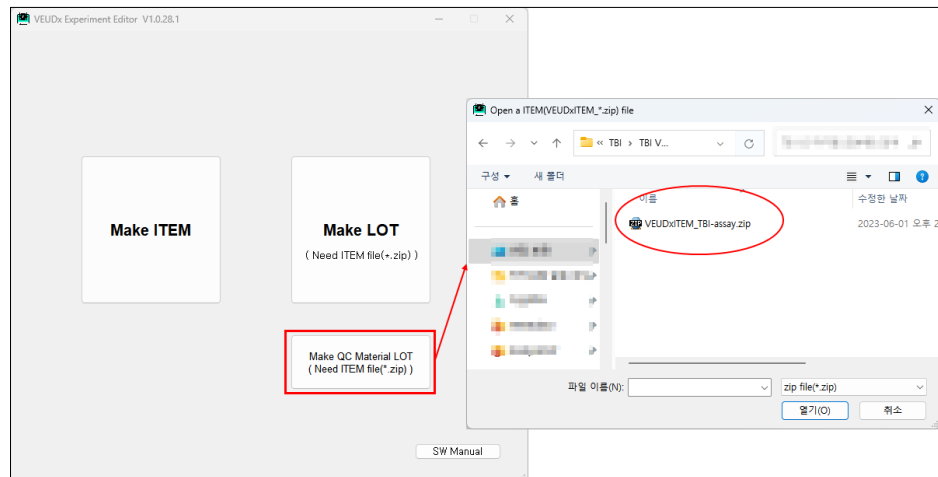 VEUDx Experiment Editor V1.0.28.1
Make ITEM
Make LOT
( Need ITEM file(*.zip) )
Make QC Material LOT
( Need ITEM file(*.zip) )
SW Manual
Open a ITEM(VEUDxITEM_*.zip) file
« TBI › TBI V...
구성
새 폴더
홈
이름
수정한 날짜
VEUDxITEM_TBI-assay.zip
2023-06-01 오후 2
파일 이름(N):
zip file(*.zip)
열기(O)
취소